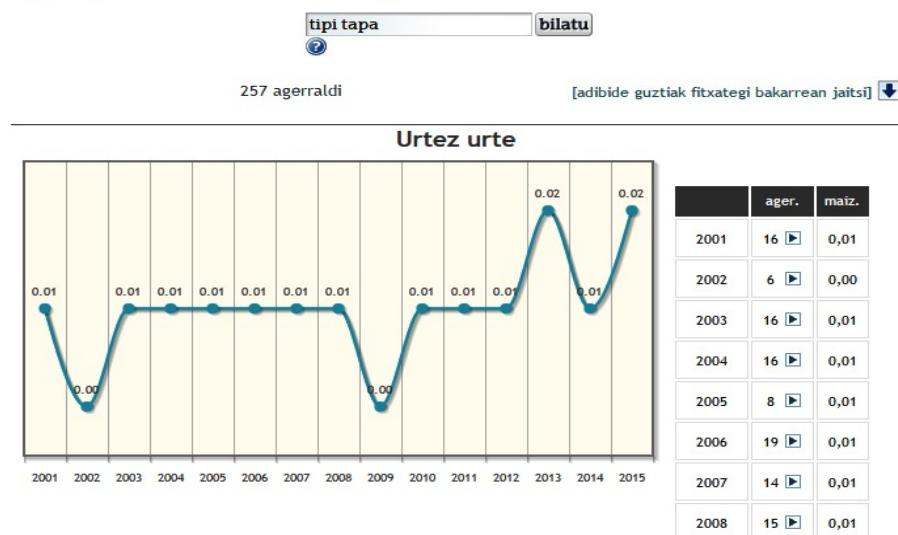 tipi tapa bilatu
?
257 agerraldi [adibide guztiak fitxategi bakarrean jaitsi]
Urtez urte
0.01 0.00 0.01 0.01 0.01 0.01 0.01 0.01 0.00 0.01 0.01 0.01 0.02 0.01 0.02
2001 2002 2003 2004 2005 2006 2007 2008 2009 2010 2011 2012 2013 2014 2015
ager. maiz.
2001 16 0,01
2002 6 0,00
2003 16 0,01
2004 16 0,01
2005 8 0,01
2006 19 0,01
2007 14 0,01
2008 15 0,01